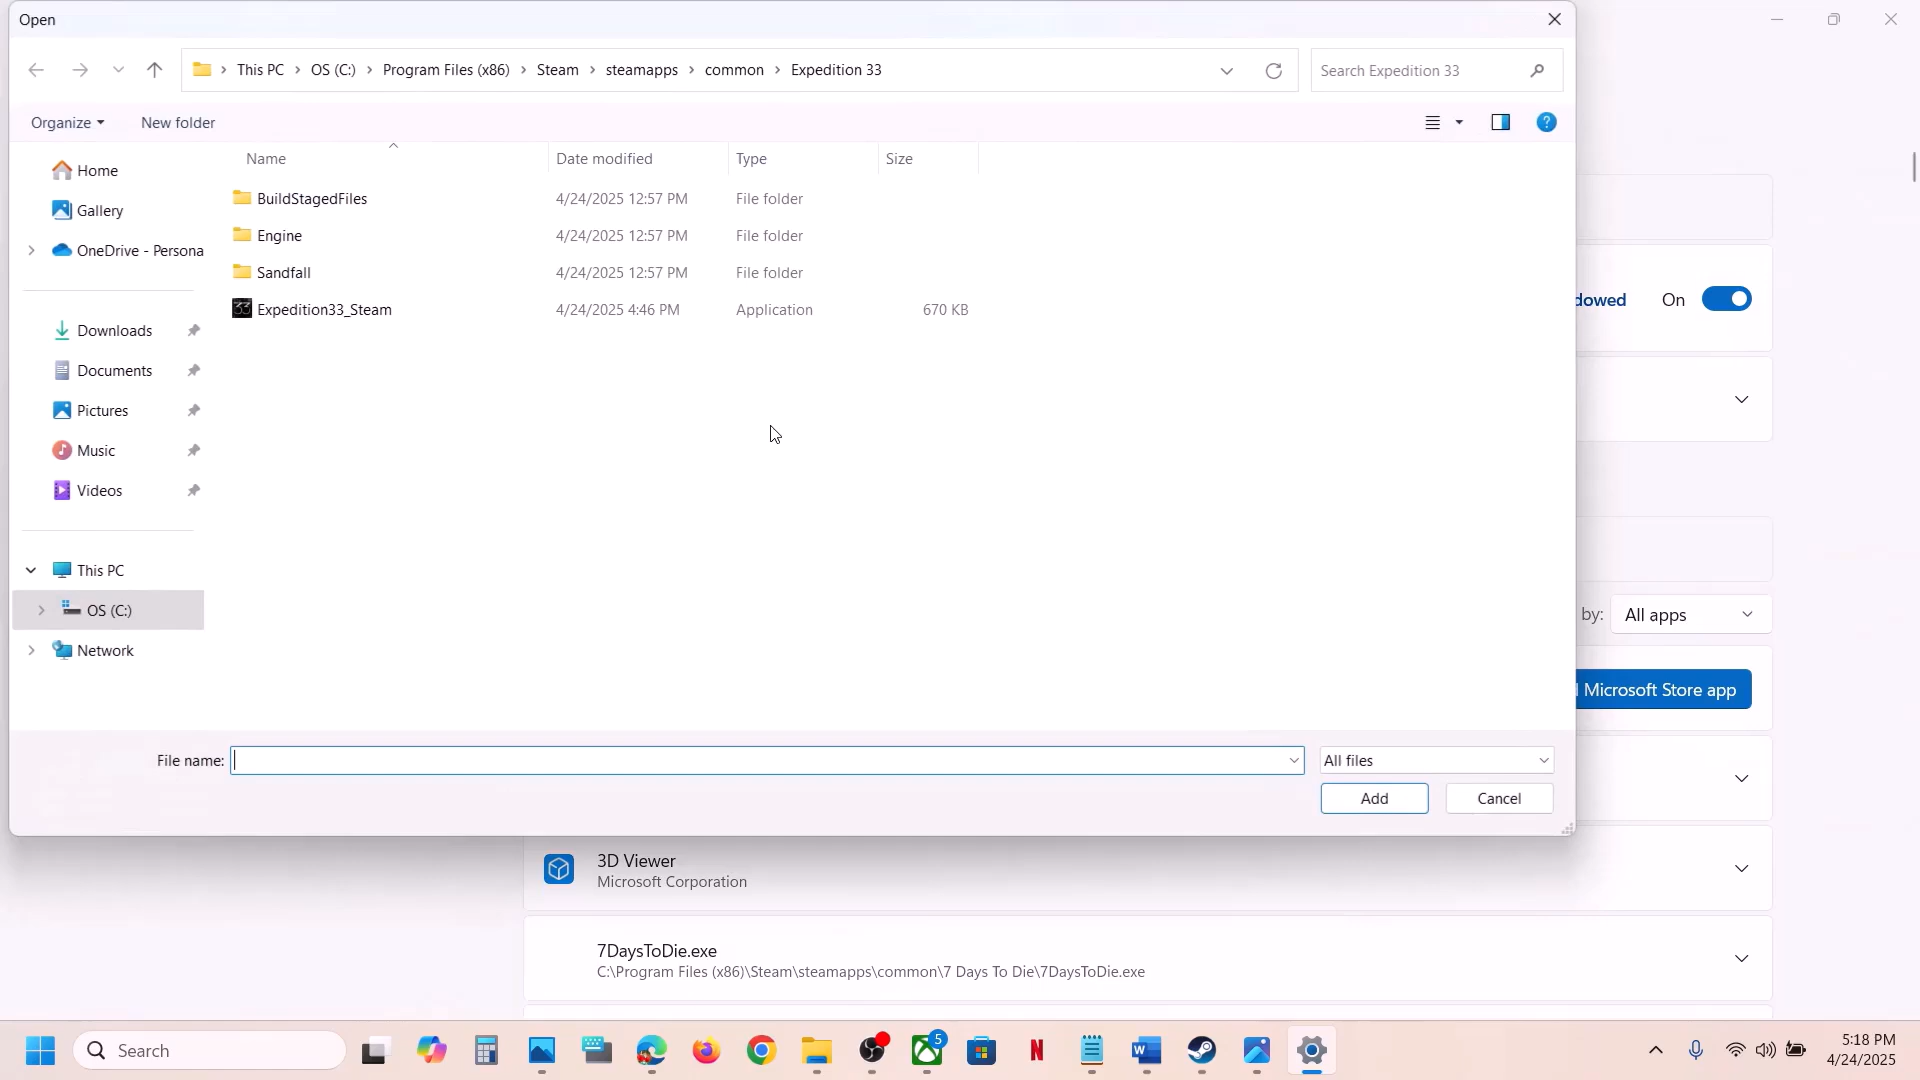 Open
This PC > OS (C:) > Program Files (x86) > Steam > steamapps > common > Expedition 33
Search Expedition 33
Organize
New folder
Name
Date modified
Type
Size
Home
Gallery
OneDrive - Persona
Downloads
Documents
Pictures
Music
Videos
This PC
OS (C:)
Network
BuildStagedFiles 4/24/2025 12:57 PM File folder
Engine 4/24/2025 12:57 PM File folder
Sandfall 4/24/2025 12:57 PM File folder
33 Expedition33_Steam 4/24/2025 4:46 PM Application 670 KB
File name:
All files
Add
Cancel
dowed On
by: All apps
Microsoft Store app
3D Viewer
Microsoft Corporation
7DaysToDie.exe
C:\Program Files (x86)\Steam\steamapps\common\7 Days To Die\7DaysToDie.exe
Search
5
N
W
5:18 PM
4/24/2025